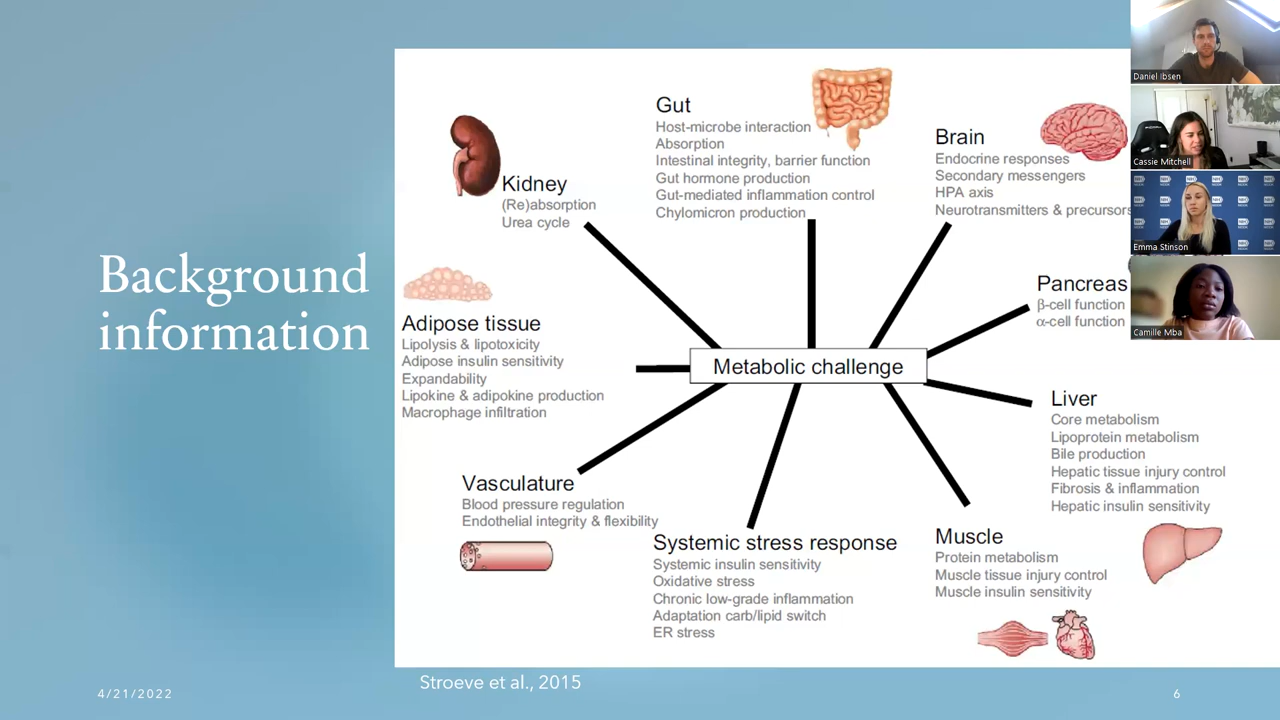 Background
information
Kidney
(Re)absorption
Urea cycle
Gut
Host-microbe interaction
Absorption
Intestinal integrity, barrier function
Gut hormone production
Gut-mediated inflammation control
Chylomicron production
Brain
Endocrine responses
Secondary messengers
HPA axis
Neurotransmitters & precursors
Pancreas
β-cell function
α-cell function
Adipose tissue
Lipolysis & lipotoxicity
Adipose insulin sensitivity
Expandability
Lipokine & adipokine production
Macrophage infiltration
Metabolic challenge
Liver
Core metabolism
Lipoprotein metabolism
Bile production
Hepatic tissue injury control
Fibrosis & inflammation
Hepatic insulin sensitivity
Vasculature
Blood pressure regulation
Endothelial integrity & flexibility
Systemic stress response
Systemic insulin sensitivity
Oxidative stress
Chronic low-grade inflammation
Adaptation carb/lipid switch
ER stress
Muscle
Protein metabolism
Muscle tissue injury control
Muscle insulin sensitivity
Stroeve et al., 2015
4/21/2022
6
Daniel Ibsen
Cassie Mitchell
Emma Stinson
Camille Mba